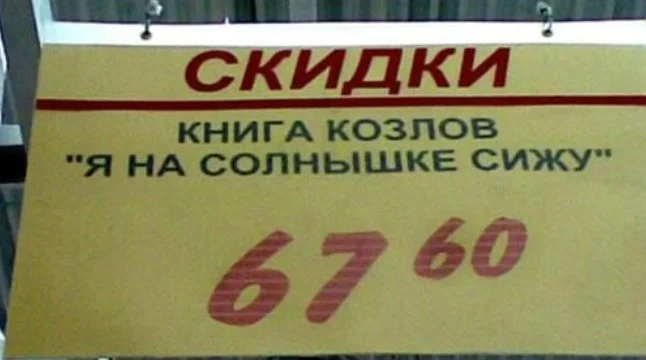 СКИДКИ
КНИГА КОЗЛОВ
"Я НА СОЛНЫШКЕ СИЖУ"
67 60